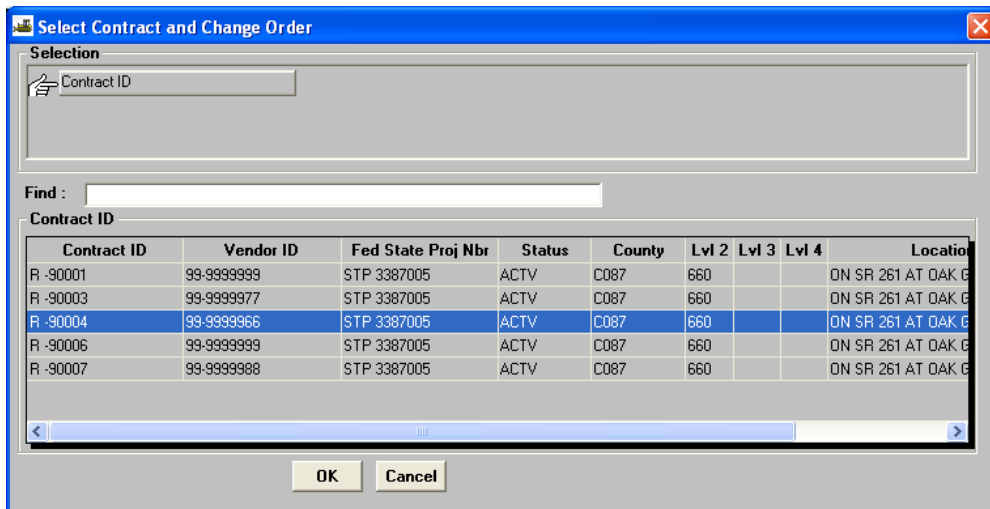 Select Contract and Change Order
Selection
Contract ID
Find :
Contract ID
Contract ID Vendor ID Fed State Proj Nbr Status County Lvl 2 Lvl 3 Lvl 4 Location
R -90001 99-9999999 STP 3387005 ACTV C087 660 ON SR 261 AT OAK G
R -90003 99-9999977 STP 3387005 ACTV C087 660 ON SR 261 AT OAK G
R -90004 99-9999966 STP 3387005 ACTV C087 660 ON SR 261 AT OAK G
R -90006 99-9999999 STP 3387005 ACTV C087 660 ON SR 261 AT OAK G
R -90007 99-9999988 STP 3387005 ACTV C087 660 ON SR 261 AT OAK G
OK Cancel